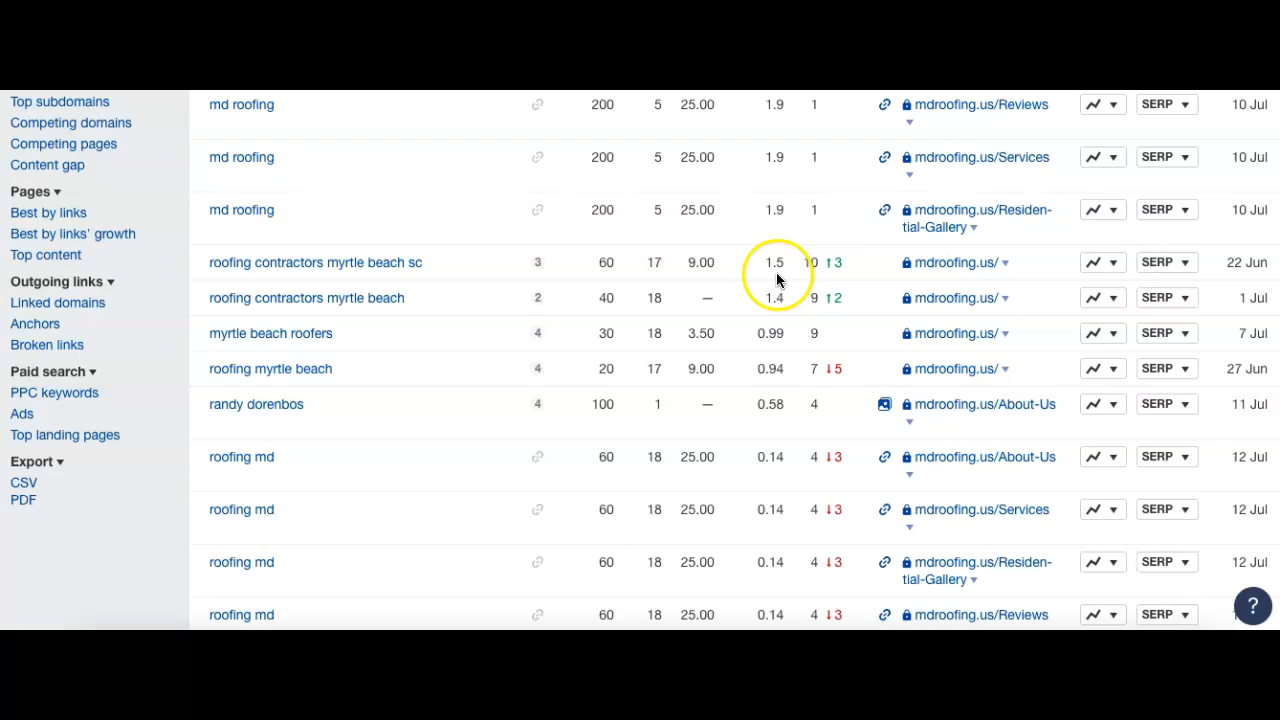 Top subdomains
Competing domains
Competing pages
Content gap
Pages ▾
Best by links
Best by links' growth
Top content
Outgoing links ▾
Linked domains
Anchors
Broken links
Paid search ▾
PPC keywords
Ads
Top landing pages
Export ▾
CSV
PDF
md roofing 200 5 25.00 1.9 1 mdroofing.us/Reviews ▾ SERP ▾ 10 Jul
md roofing 200 5 25.00 1.9 1 mdroofing.us/Services ▾ SERP ▾ 10 Jul
md roofing 200 5 25.00 1.9 1 mdroofing.us/Residen- SERP ▾ 10 Jul
tial-Gallery ▾
roofing contractors myrtle beach sc 3 60 17 9.00 1.5 10 ↑3 mdroofing.us/ ▾ SERP ▾ 22 Jun
roofing contractors myrtle beach 2 40 18 — 1.4 9 ↑2 mdroofing.us/ ▾ SERP ▾ 1 Jul
myrtle beach roofers 4 30 18 3.50 0.99 9 mdroofing.us/ ▾ SERP ▾ 7 Jul
roofing myrtle beach 4 20 17 9.00 0.94 7 ↓5 mdroofing.us/ ▾ SERP ▾ 27 Jun
randy dorenbos 4 100 1 — 0.58 4 mdroofing.us/About-Us ▾ SERP ▾ 11 Jul
roofing md 60 18 25.00 0.14 4 ↓3 mdroofing.us/About-Us ▾ SERP ▾ 12 Jul
roofing md 60 18 25.00 0.14 4 ↓3 mdroofing.us/Services ▾ SERP ▾ 12 Jul
roofing md 60 18 25.00 0.14 4 ↓3 mdroofing.us/Residen- SERP ▾ 12 Jul
tial-Gallery ▾
roofing md 60 18 25.00 0.14 4 ↓3 mdroofing.us/Reviews SERP ▾
?